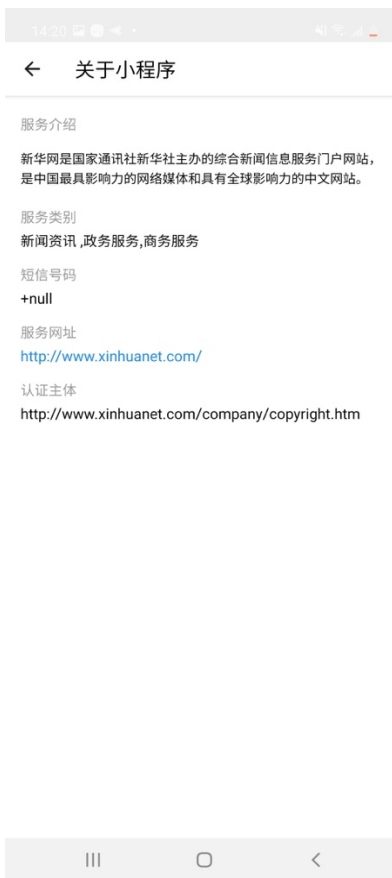 14:20
关于小程序
服务介绍
新华网是国家通讯社新华社主办的综合新闻信息服务门户网站，
是中国最具影响力的网络媒体和具有全球影响力的中文网站。
服务类别
新闻资讯 ,政务服务,商务服务
短信号码
+null
服务网址
http://www.xinhuanet.com/
认证主体
http://www.xinhuanet.com/company/copyright.htm